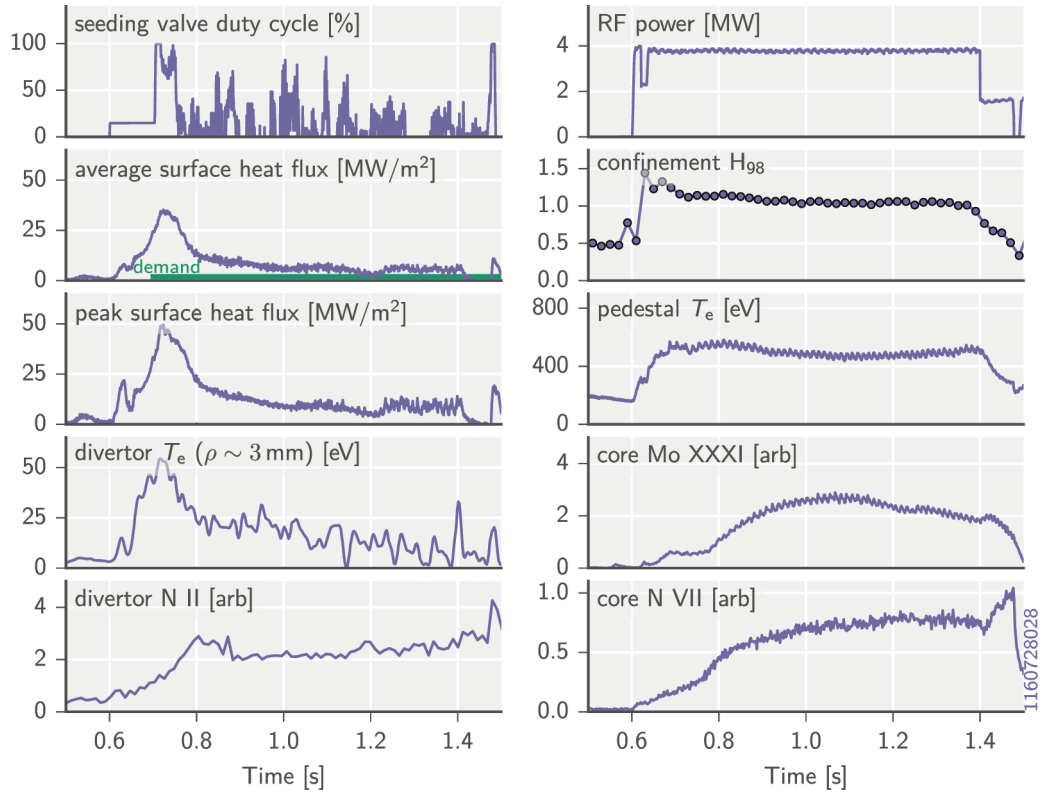 seeding valve duty cycle [%]
100
50
0
average surface heat flux [MW/m²]
50
25
0
demand
peak surface heat flux [MW/m²]
50
25
0
divertor Tₑ (ρ ∼ 3 mm) [eV]
50
25
0
divertor N II [arb]
4
2
0
0.6 0.8 1.0 1.2 1.4
Time [s]
RF power [MW]
4
2
0
confinement H₉₈
1.5
1.0
0.5
0.0
pedestal Tₑ [eV]
800
400
0
core Mo XXXI [arb]
4
2
0
core N VII [arb]
1.0
0.5
0.0
0.6 0.8 1.0 1.2 1.4
Time [s]
1160728028